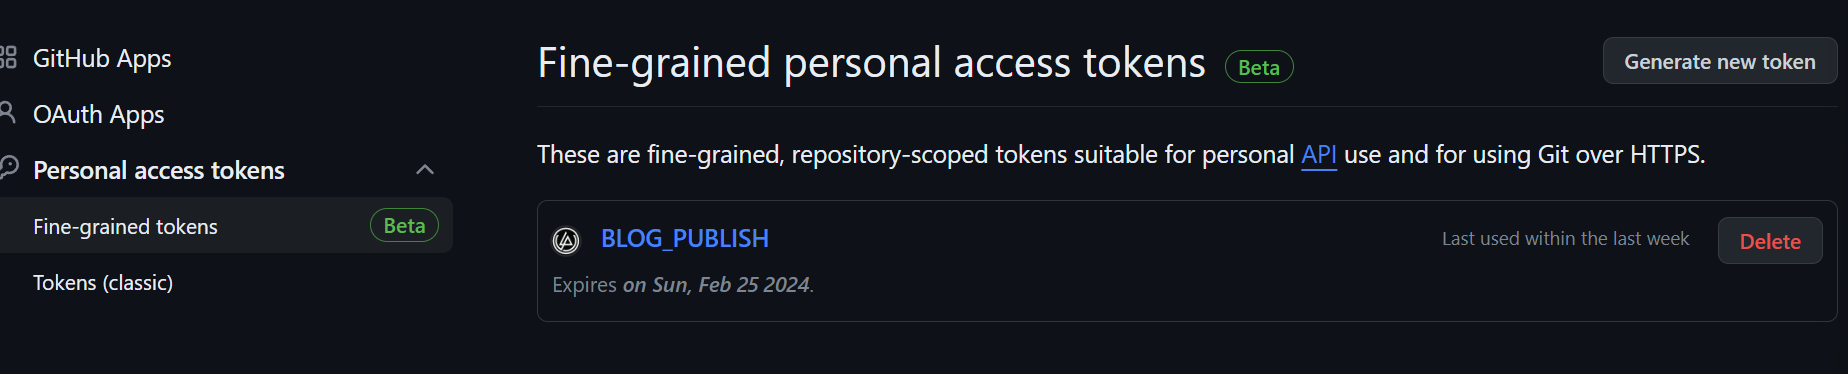 GitHub Apps
OAuth Apps
Personal access tokens
Fine-grained tokens Beta
Tokens (classic)
Fine-grained personal access tokens Beta
Generate new token
These are fine-grained, repository-scoped tokens suitable for personal API use and for using Git over HTTPS.
BLOG_PUBLISH
Last used within the last week
Delete
Expires on Sun, Feb 25 2024.